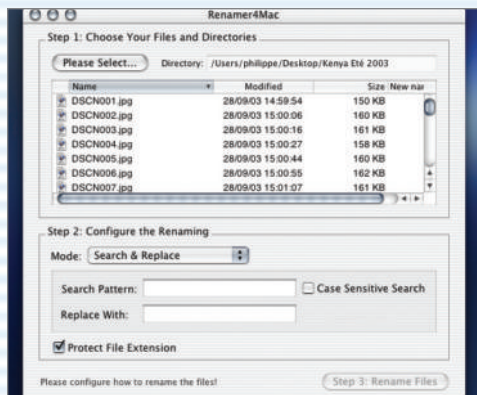 Renamer4Mac
Step 1: Choose Your Files and Directories
Please Select... Directory: /Users/philippe/Desktop/Kenya Eté 2003
Name Modified Size New nar
DSCN001.jpg 28/09/03 14:59:54 150 KB
DSCN002.jpg 28/09/03 15:00:06 160 KB
DSCN003.jpg 28/09/03 15:00:16 161 KB
DSCN004.jpg 28/09/03 15:00:27 158 KB
DSCN005.jpg 28/09/03 15:00:44 160 KB
DSCN006.jpg 28/09/03 15:00:55 162 KB
DSCN007.jpg 28/09/03 15:01:07 161 KB
Step 2: Configure the Renaming
Mode: Search & Replace
Search Pattern: Case Sensitive Search
Replace With:
Protect File Extension
Please configure how to rename the files! Step 3: Rename Files